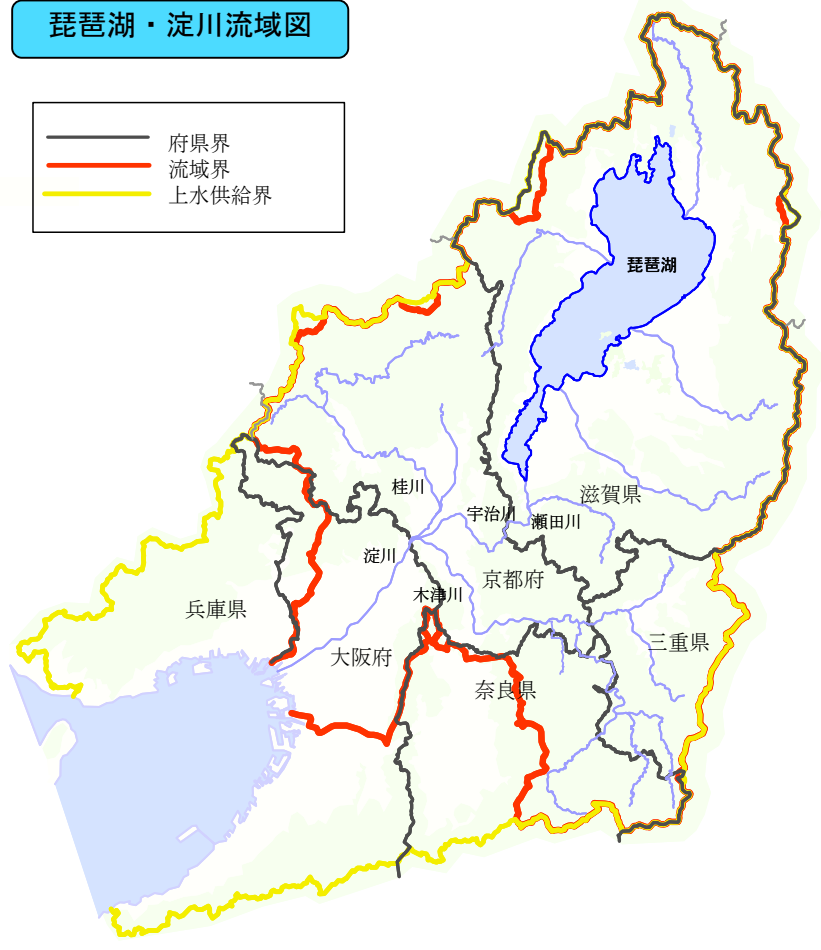 琵琶湖・淀川流域図
府県界
流域界
上水供給界
琵琶湖
桂川
宇治川
瀬田川
滋賀県
淀川
京都府
木津川
兵庫県
大阪府
三重県
奈良県